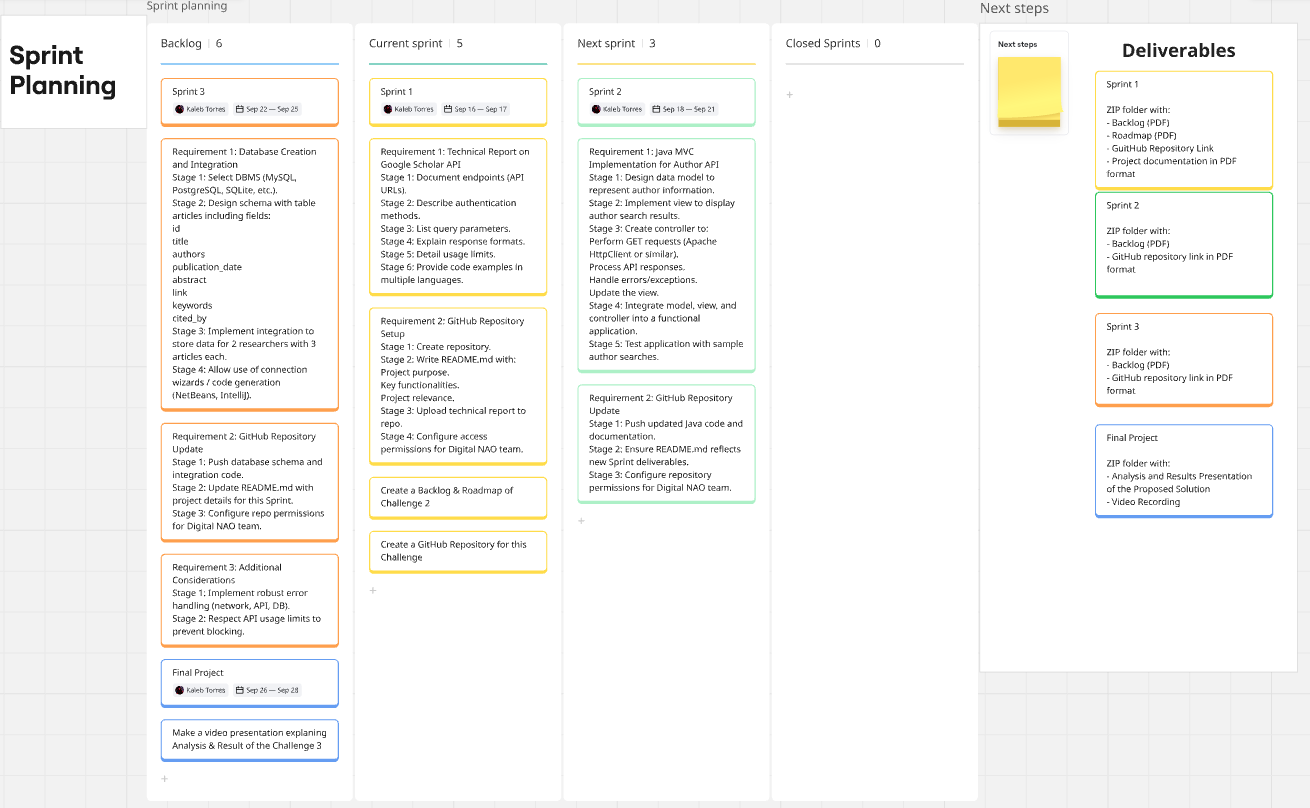 Sprint planning
Sprint
Planning
Backlog | 6
Sprint 3
Kaleb Torres Sep 22 — Sep 25
Requirement 1: Database Creation
and Integration
Stage 1: Select DBMS (MySQL,
PostgreSQL, SQLite, etc.).
Stage 2: Design schema with table
articles including fields:
id
title
authors
publication_date
abstract
link
keywords
cited_by
Stage 3: Implement integration to
store data for 2 researchers with 3
articles each.
Stage 4: Allow use of connection
wizards / code generation
(NetBeans, IntelliJ).
Requirement 2: GitHub Repository
Update
Stage 1: Push database schema and
integration code.
Stage 2: Update README.md with
project details for this Sprint.
Stage 3: Configure repo permissions
for Digital NAO team.
Requirement 3: Additional
Considerations
Stage 1: Implement robust error
handling (network, API, DB).
Stage 2: Respect API usage limits to
prevent blocking.
Final Project
Kaleb Torres Sep 26 — Sep 28
Make a video presentation explaning
Analysis & Result of the Challenge 3
+
Current sprint | 5
Sprint 1
Kaleb Torres Sep 16 — Sep 17
Requirement 1: Technical Report on
Google Scholar API
Stage 1: Document endpoints (API
URLs).
Stage 2: Describe authentication
methods.
Stage 3: List query parameters.
Stage 4: Explain response formats.
Stage 5: Detail usage limits.
Stage 6: Provide code examples in
multiple languages.
Requirement 2: GitHub Repository
Setup
Stage 1: Create repository.
Stage 2: Write README.md with:
Project purpose.
Key functionalities.
Project relevance.
Stage 3: Upload technical report to
repo.
Stage 4: Configure access
permissions for Digital NAO team.
Create a Backlog & Roadmap of
Challenge 2
Create a GitHub Repository for this
Challenge
+
Next sprint | 3
Sprint 2
Kaleb Torres Sep 18 — Sep 21
Requirement 1: Java MVC
Implementation for Author API
Stage 1: Design data model to
represent author information.
Stage 2: Implement view to display
author search results.
Stage 3: Create controller to:
Perform GET requests (Apache
HttpClient or similar).
Process API responses.
Handle errors/exceptions.
Update the view.
Stage 4: Integrate model, view, and
controller into a functional
application.
Stage 5: Test application with sample
author searches.
Requirement 2: GitHub Repository
Update
Stage 1: Push updated Java code and
documentation.
Stage 2: Ensure README.md reflects
new Sprint deliverables.
Stage 3: Configure repository
permissions for Digital NAO team.
+
Closed Sprints | 0
+
Next steps
Next steps
Deliverables
Sprint 1
ZIP folder with:
- Backlog (PDF)
- Roadmap (PDF)
- GuitHub Repository Link
- Project documentation in PDF
format
Sprint 2
ZIP folder with:
- Backlog (PDF)
- GitHub repository link in PDF
format
Sprint 3
ZIP folder with:
- Backlog (PDF)
- GitHub repository link in PDF
format
Final Project
ZIP folder with:
- Analysis and Results Presentation
of the Proposed Solution
- Video Recording